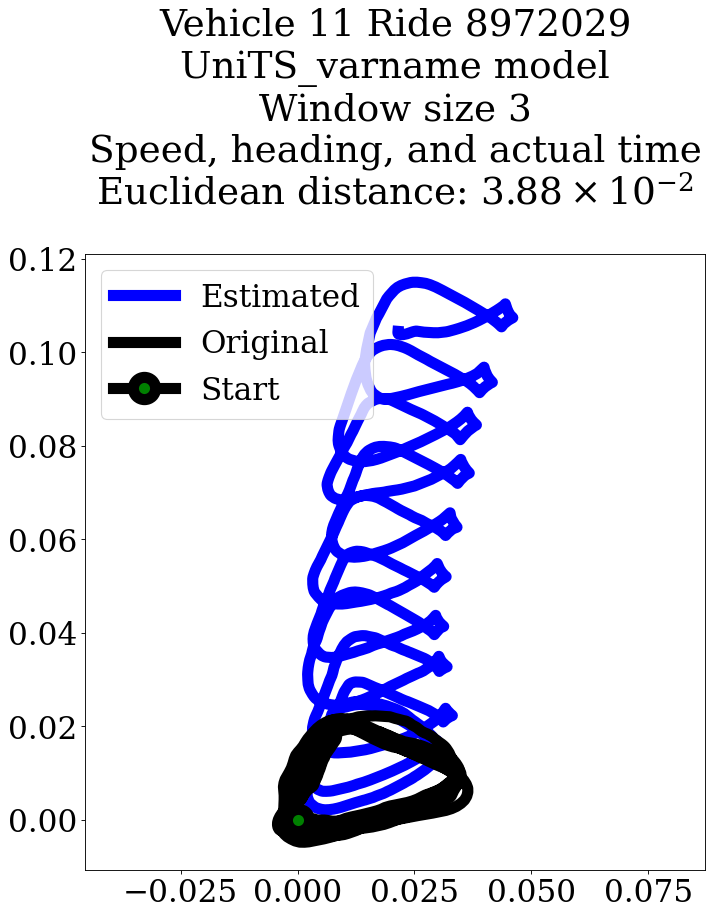 Vehicle 11 Ride 8972029
UniTS_varname model
Window size 3
Speed, heading, and actual time
Euclidean distance: 3.88 × 10⁻²
0.12
0.10
0.08
0.06
0.04
0.02
0.00
Estimated
Original
Start
−0.025 0.000 0.025 0.050 0.075